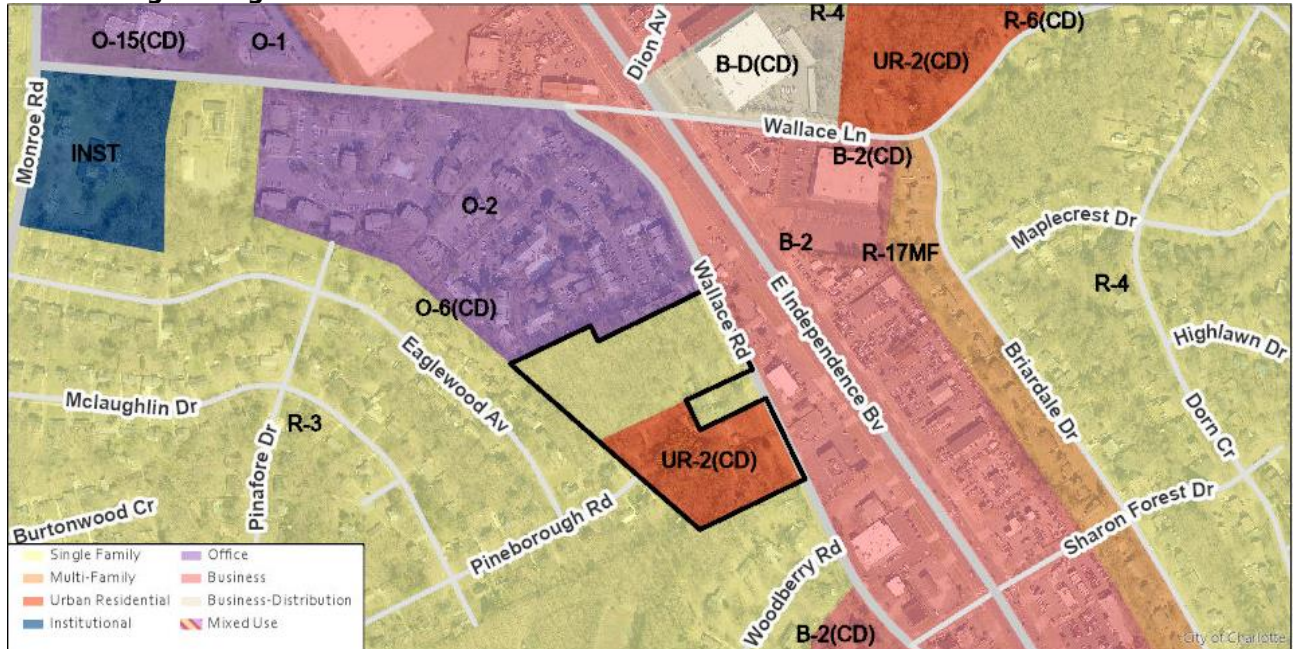 R-4
R-6(CD)
O-15(CD)
O-1
Dion Av
B-D(CD)
UR-2(CD)
Monroe Rd
Wallace Ln
INST
B-2(CD)
O-2
Maplecrest Dr
B-2
R-17MF
R-4
Wallace Rd
E Independence Bv
O-6(CD)
Highlawn Dr
Eaglewood Av
Briardale Dr
Mclaughlin Dr
Dorn Cr
R-3
Pinafore Dr
UR-2(CD)
Burtonwood Cr
Pineborough Rd
Sharon Forest Dr
Woodberry Rd
B-2(CD)
Single Family
Multi-Family
Urban Residential
Institutional
Office
Business
Business-Distribution
Mixed Use
City of Charlotte